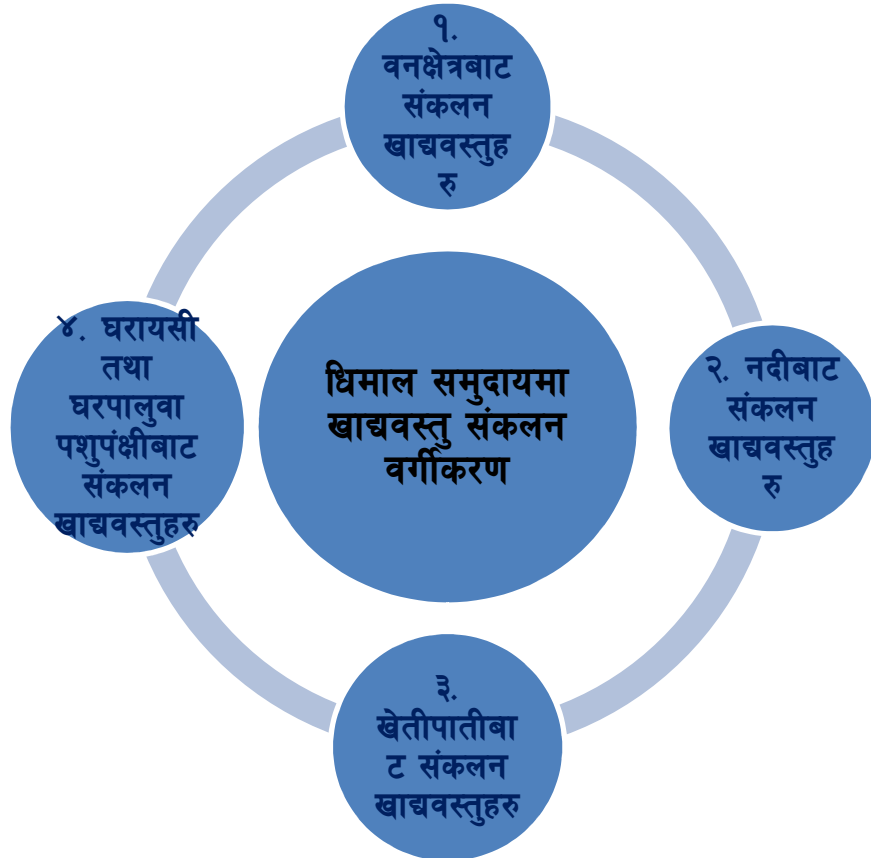 १.
वनक्षेत्रबाट
संकलन
खाद्यवस्तुह
रु
धिमाल समुदायमा
खाद्यवस्तु संकलन
वर्गीकरण
२. नदीबाट
संकलन
खाद्यवस्तुह
रु
३.
खेतीपातीबा
ट संकलन
खाद्यवस्तुहरु
४. घरायसी
तथा
घरपालुवा
पशुपंक्षीबाट
संकलन
खाद्यवस्तुहरु